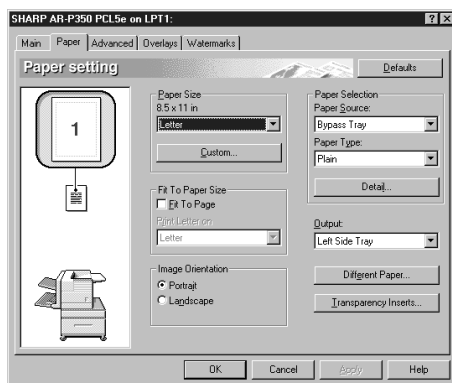 SHARP AR-P350 PCL5e on LPT1:
Main Paper Advanced Overlays Watermarks
Paper setting
Defaults
1
Paper Size
8.5 x 11 in
Letter
Custom...
Fit To Paper Size
Fit To Page
Print Letter on
Letter
Image Orientation
Portrait
Landscape
Paper Selection
Paper Source:
Bypass Tray
Paper Type:
Plain
Detail...
Output:
Left Side Tray
Different Paper...
Transparency Inserts...
OK Cancel Apply Help